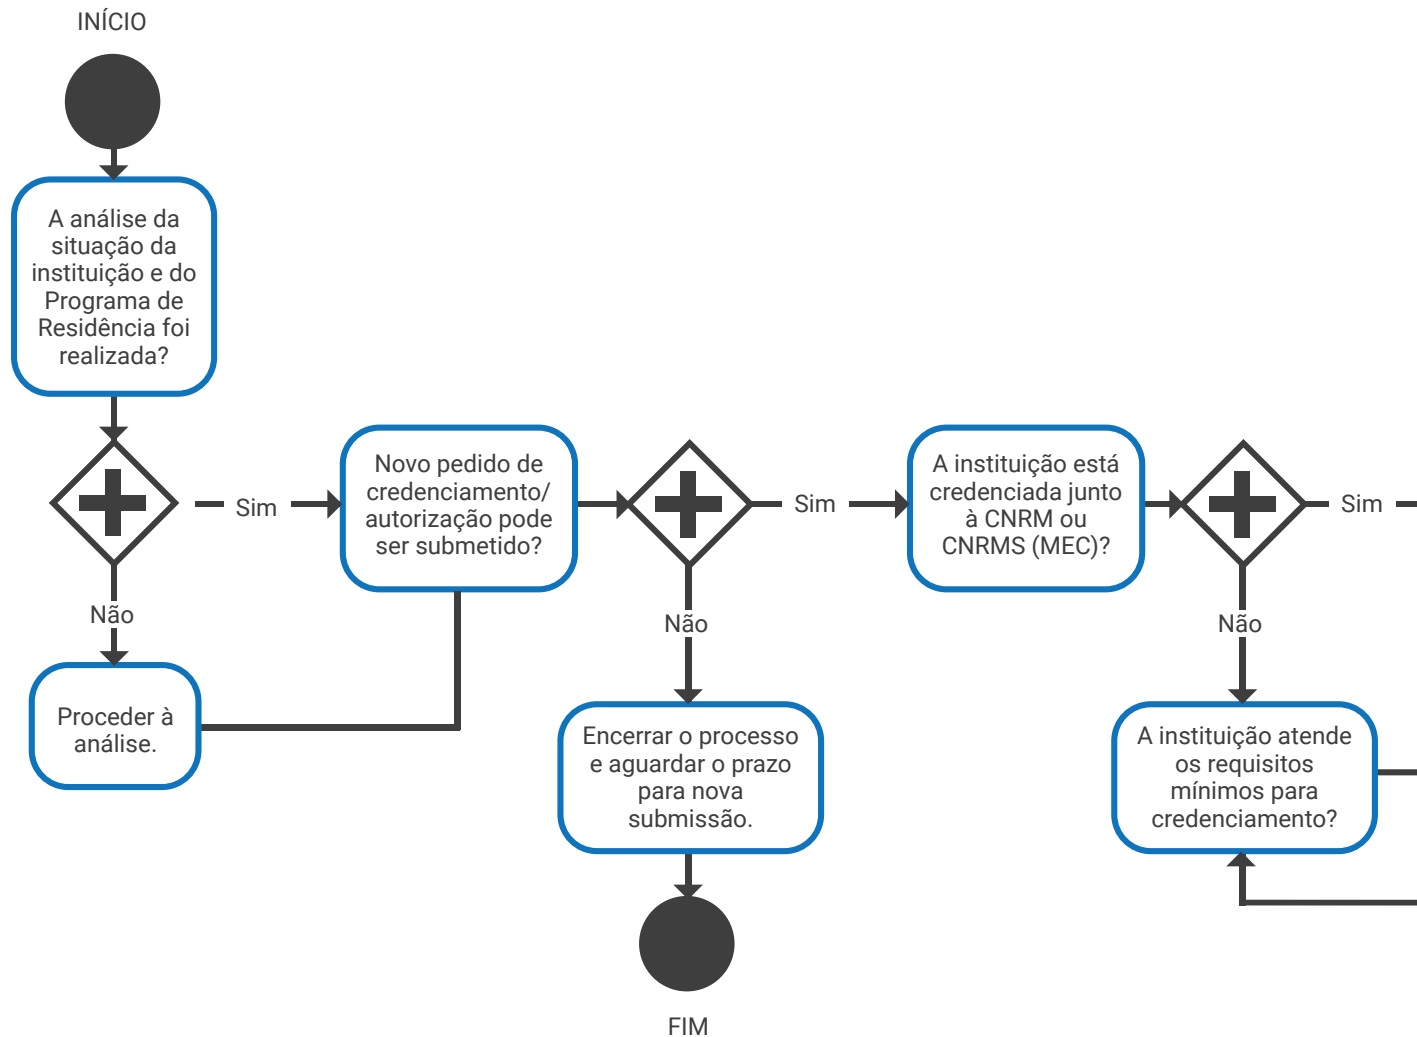 INÍCIO
A análise da
situação da
instituição e do
Programa de
Residência foi
realizada?
Sim
Não
Proceder à
análise.
Novo pedido de
credenciamento/
autorização pode
ser submetido?
Sim
Não
Encerrar o processo
e aguardar o prazo
para nova
submissão.
FIM
A instituição está
credenciada junto
à CNRM ou
CNRMS (MEC)?
Sim
Não
A instituição atende
os requisitos
mínimos para
credenciamento?